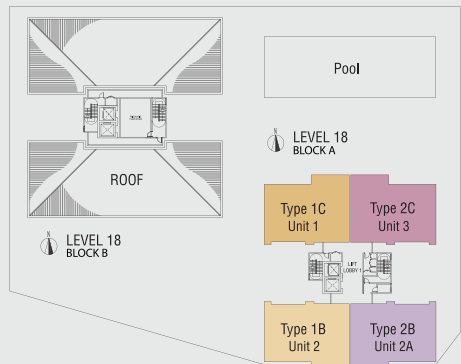 Pool
N
LEVEL 18
BLOCK A
ROOF
N
LEVEL 18
BLOCK B
Type 1C
Unit 1
Type 2C
Unit 3
LIFT
LOBBY 1
Type 1B
Unit 2
Type 2B
Unit 2A